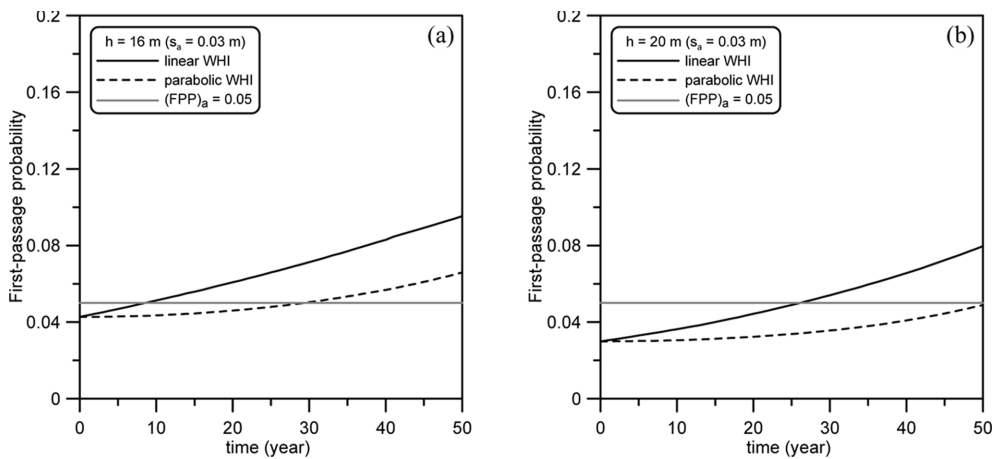 (a)
h = 16 m (sa = 0.03 m)
linear WHI
parabolic WHI
(FPP)a = 0.05
First-passage probability
0.2
0.16
0.12
0.08
0.04
0
0 10 20 30 40 50
time (year)
(b)
h = 20 m (sa = 0.03 m)
linear WHI
parabolic WHI
(FPP)a = 0.05
First-passage probability
0.2
0.16
0.12
0.08
0.04
0
0 10 20 30 40 50
time (year)